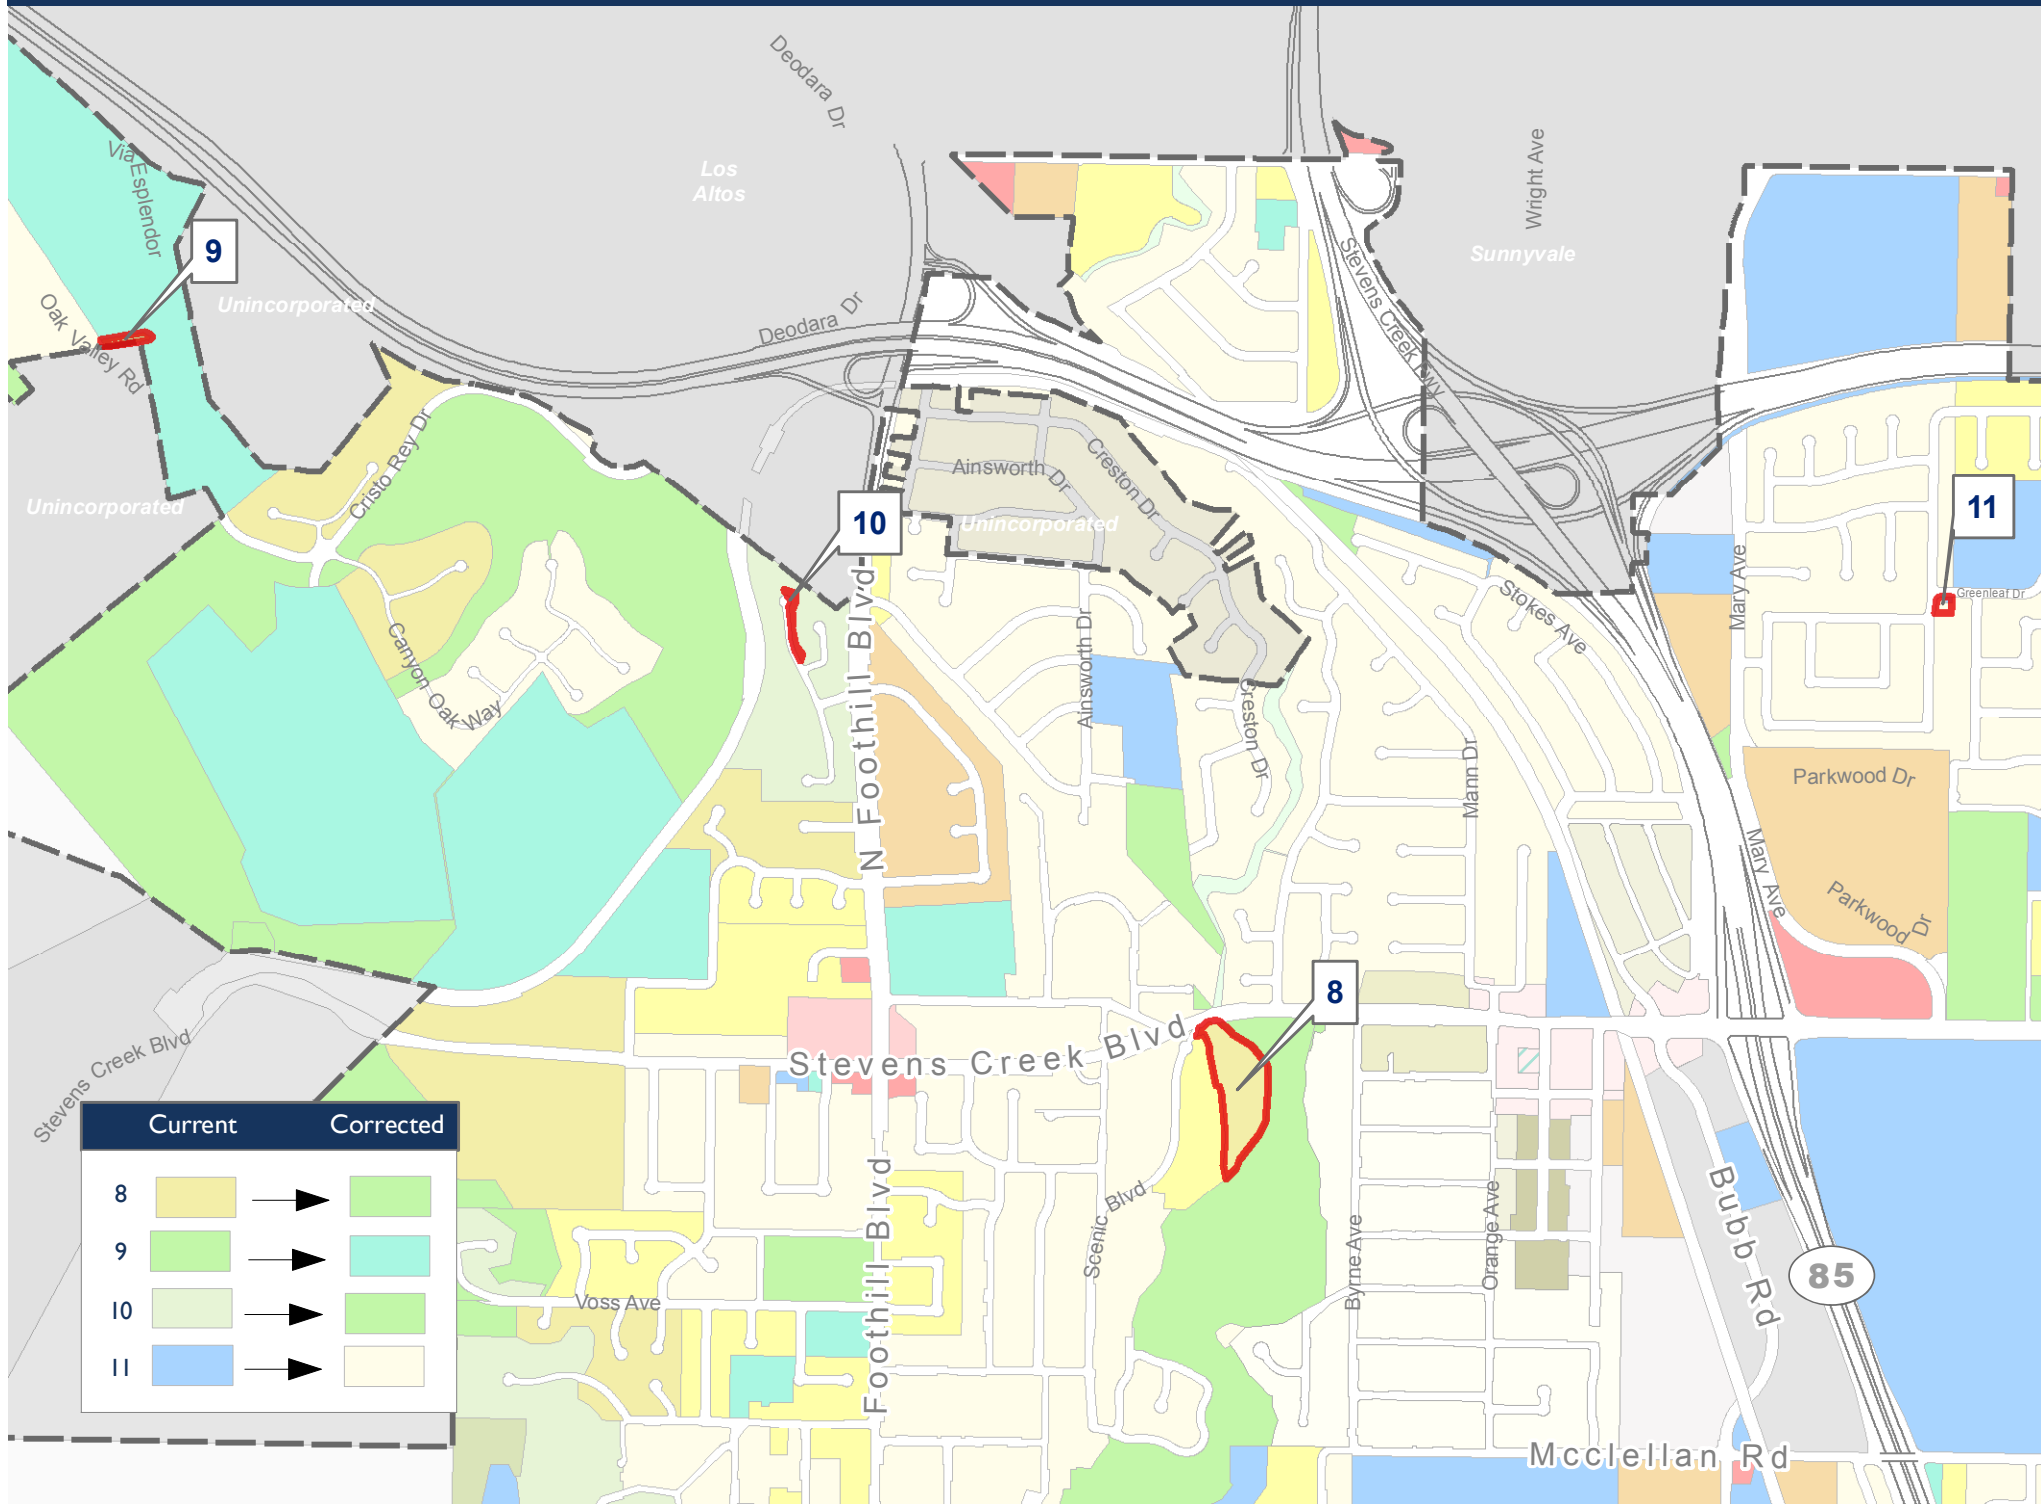 Deodara Dr
Los
Altos
Wright Ave
Via Esplendor
9
Sunnyvale
Stevens Creek Fwy
Unincorporated
Oak Valley Rd
Deodara Dr
Cristo Rey Dr
Ainsworth Dr
Creston Dr
Unincorporated
10
Unincorporated
11
Mary Ave
Greenleaf Dr
Stokes Ave
Canyon Oak Way
N Foothill Blvd
Ainsworth Dr
Creston Dr
Mann Dr
Parkwood Dr
Mary Ave
Parkwood Dr
8
Stevens Creek Blvd
Stevens Creek Blvd
Current Corrected
8
9
10
11
Scenic Blvd
Foothill Blvd
Voss Ave
Byrne Ave
Orange Ave
Bubb Rd
85
Mcclellan Rd